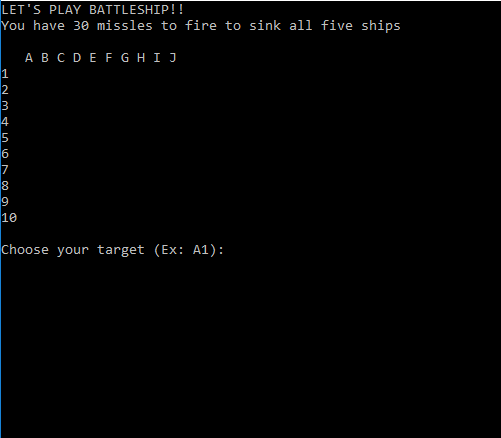 LET'S PLAY BATTLESHIP!!
You have 30 missles to fire to sink all five ships
A B C D E F G H I J
1
2
3
4
5
6
7
8
9
10
Choose your target (Ex: A1):